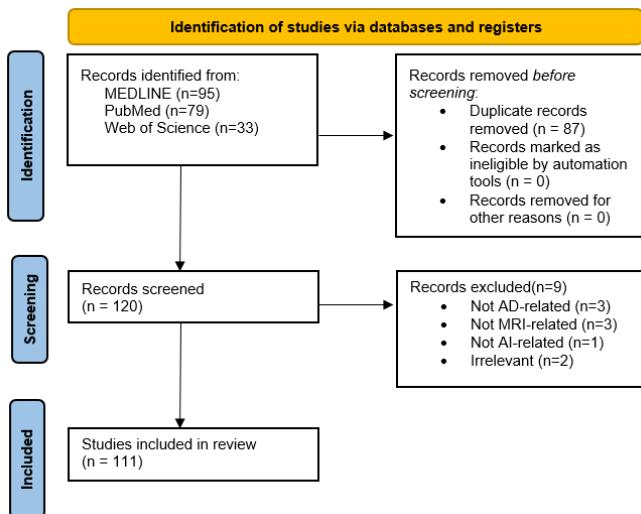 Identification of studies via databases and registers
Identification
Records identified from:
MEDLINE (n=95)
PubMed (n=79)
Web of Science (n=33)
Records removed before
screening:
• Duplicate records
removed (n = 87)
• Records marked as
ineligible by automation
tools (n = 0)
• Records removed for
other reasons (n = 0)
Screening
Records screened
(n = 120)
Records excluded(n=9)
• Not AD-related (n=3)
• Not MRI-related (n=3)
• Not AI-related (n=1)
• Irrelevant (n=2)
Included
Studies included in review
(n = 111)